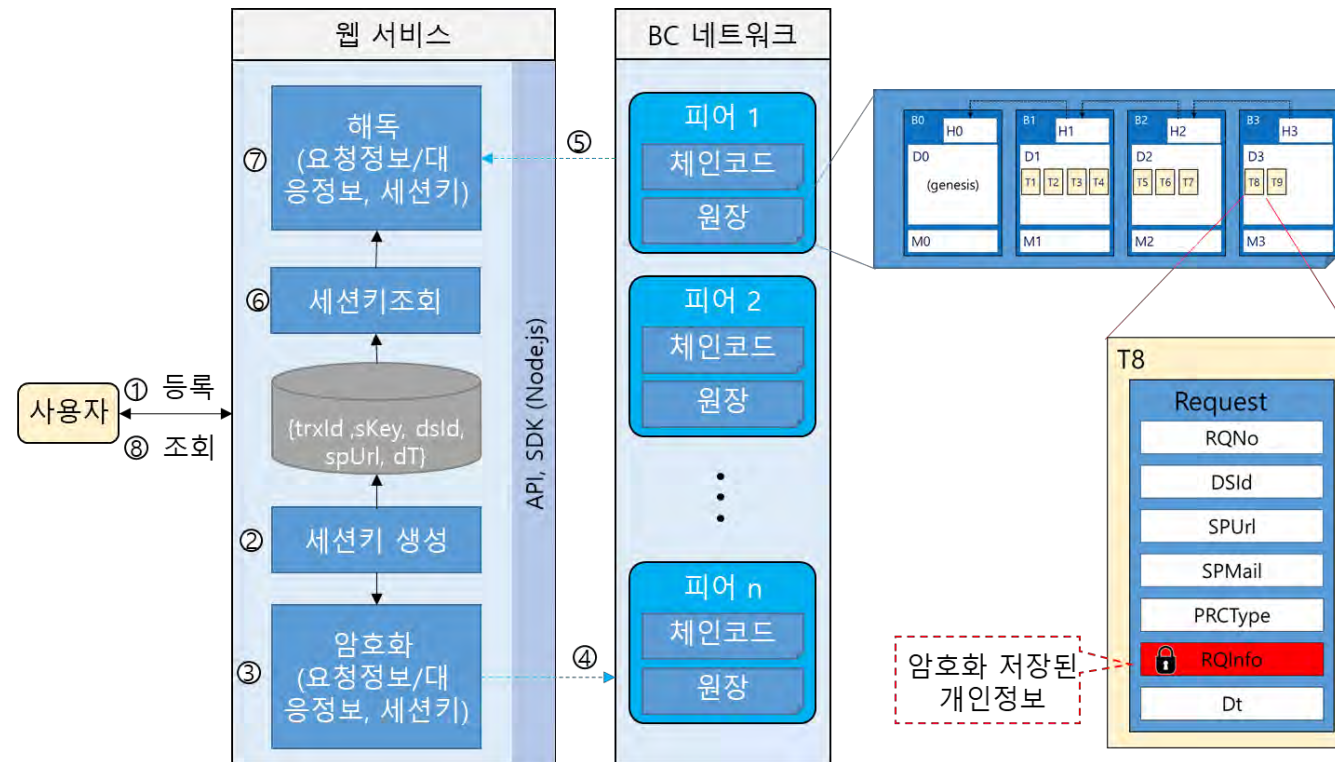 웹 서비스
BC 네트워크
해독
(요청정보/대
응정보, 세션키)
⑦
⑤
세션키조회
⑥
사용자
① 등록
⑧ 조회
{trxId ,sKey, dsId,
spUrl, dT}
세션키 생성
②
암호화
(요청정보/대
응정보, 세션키)
③
④
API, SDK (Node.js)
피어 1
체인코드
원장
피어 2
체인코드
원장
피어 n
체인코드
원장
B0
H0
D0
(genesis)
M0
B1
H1
D1
T1 T2 T3 T4
M1
B2
H2
D2
T5 T6 T7
M2
B3
H3
D3
T8 T9
M3
T8
Request
RQNo
DSId
SPUrl
SPMail
PRCType
RQInfo
Dt
암호화 저장된
개인정보